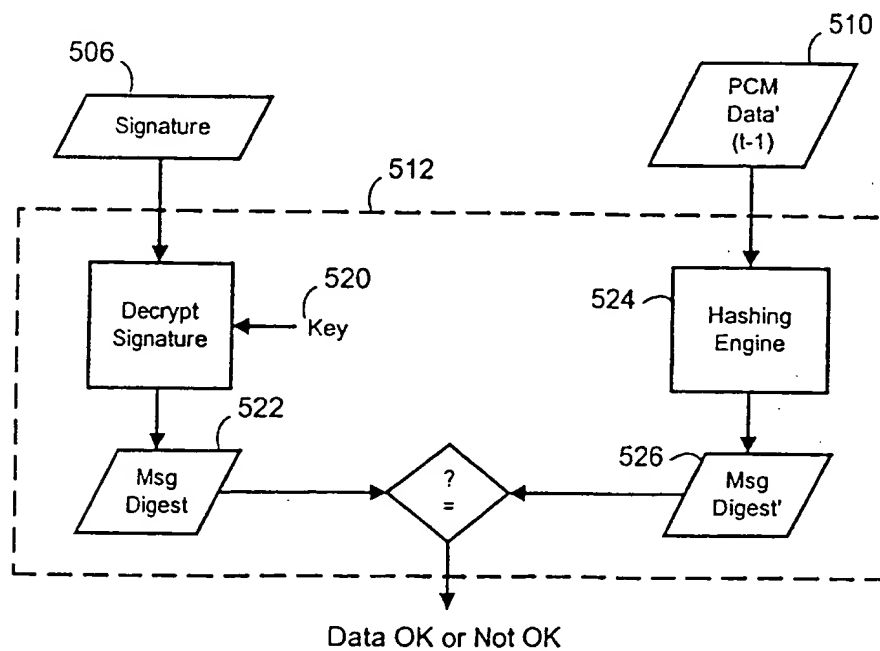 506
Signature
510
PCM
Data'
(t-1)
512
Decrypt
Signature
520
Key
524
Hashing
Engine
522
Msg
Digest
?
=
526
Msg
Digest'
Data OK or Not OK